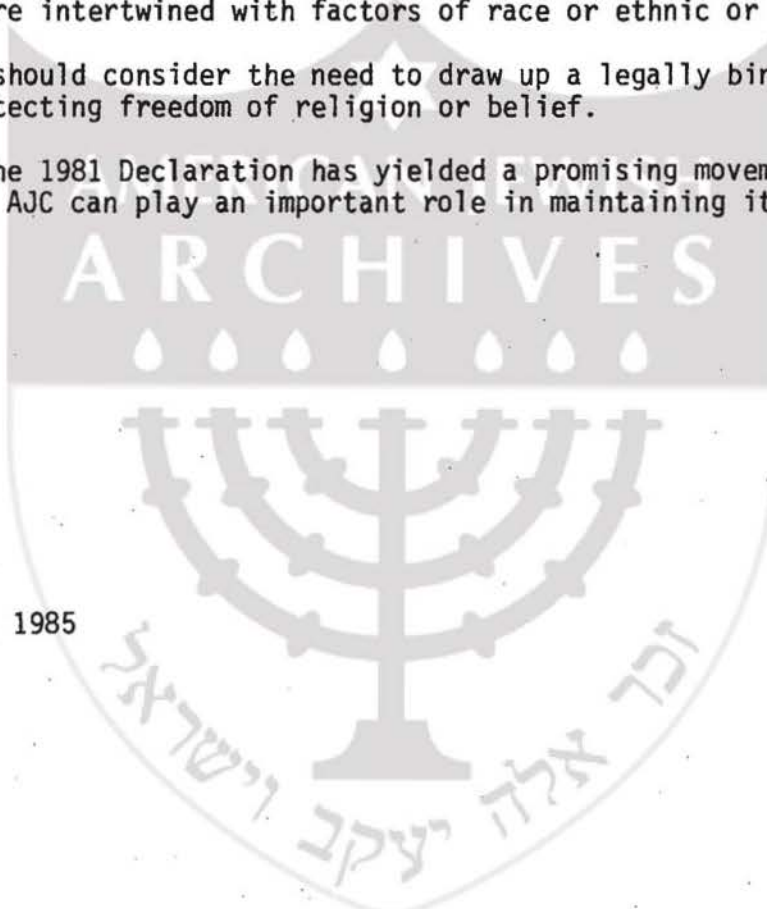 re intertwined with factors of race or ethnic or
should consider the need to draw up a legally bin
tecting freedom of religion or belief.
he 1981 Declaration has yielded a promising movem
AJC can play an important role in maintaining it
AMERICAN JEWISH
ARCHIVES
1985
זכר אלה יעקב וישראל